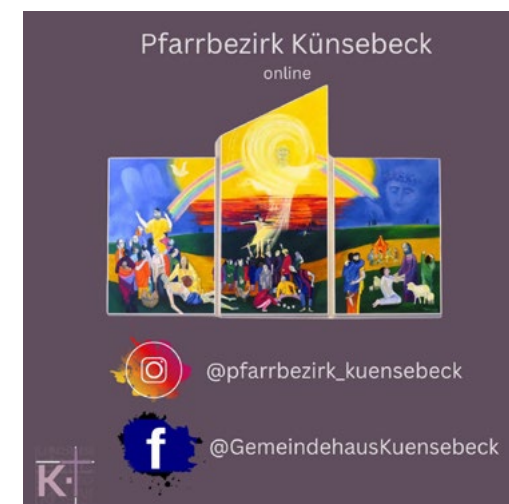 Pfarrbezirk Künsebeck
online
@pfarrbezirk_kuensebeck
@GemeindehausKuensebeck
K